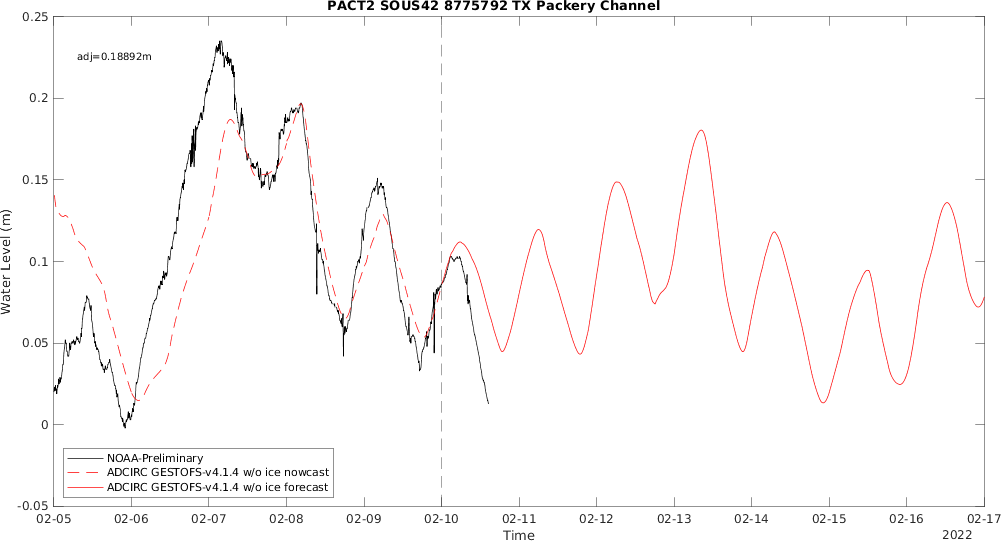 PACT2 SOUS42 8775792 TX Packery Channel
adj=0.18892m
Water Level (m)
0.25
0.2
0.15
0.1
0.05
0
-0.05
NOAA-Preliminary
ADCIRC GESTOFS-v4.1.4 w/o ice nowcast
ADCIRC GESTOFS-v4.1.4 w/o ice forecast
02-05 02-06 02-07 02-08 02-09 02-10 02-11 02-12 02-13 02-14 02-15 02-16 02-17
Time
2022